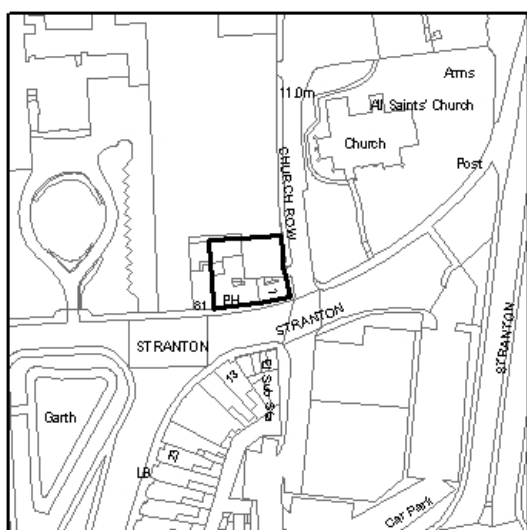 Arms
11.0m
All Saints' Church
Church
CHURCH ROW
Post
61
PH
1
STRANTON
STRANTON
STRANTON
13
El Sub Sta
Garth
LB
Car Park